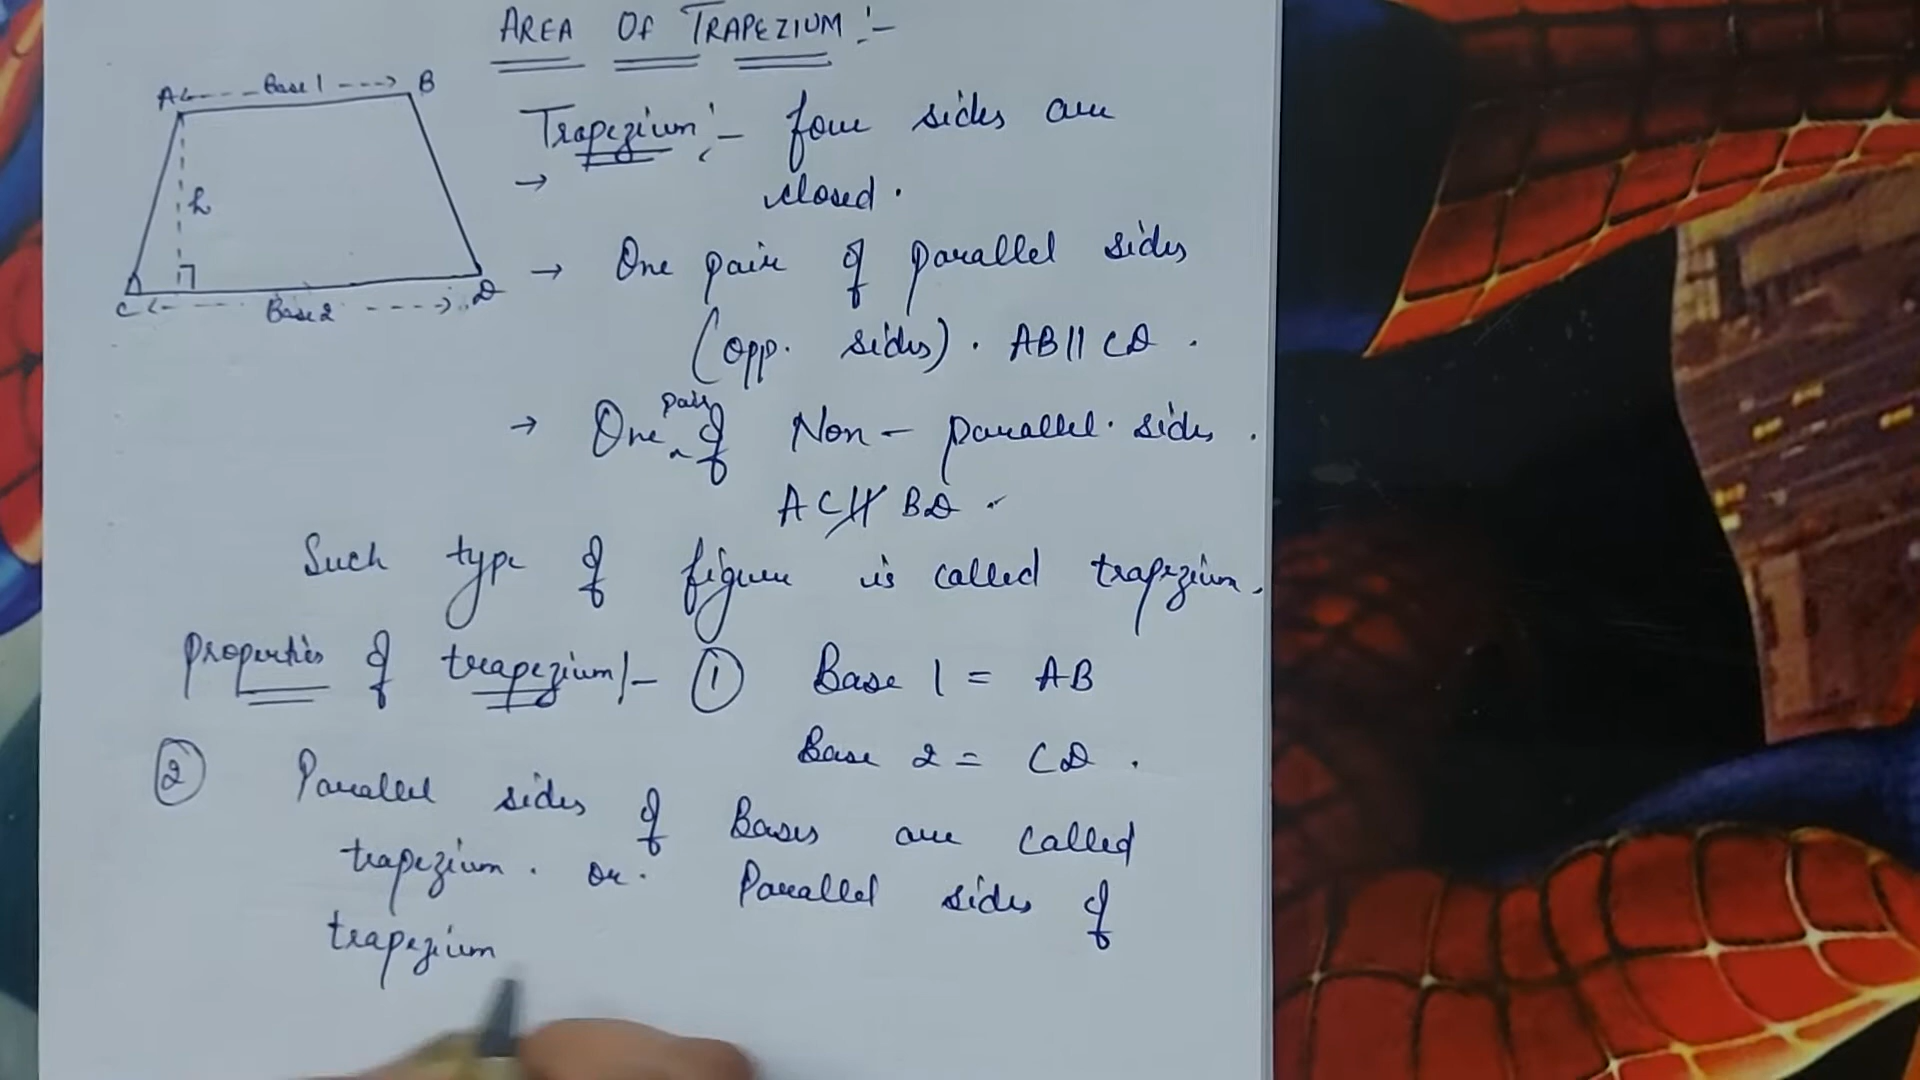 AREA OF TRAPEZIUM :-
A <--- Base 1 ---> B
h
C <--- Base 2 ---> D
Trapezium :- four sides are
→ closed.
→ One pair of parallel sides
(opp. sides). AB || CD.
→ One pair of Non-parallel sides.
AC ∦ BD.
Such type of figure is called trapezium.
Properties of trapezium :- ① Base 1 = AB
Base 2 = CD.
② Parallel sides of Bases are called
trapezium. or. Parallel sides of
trapezium